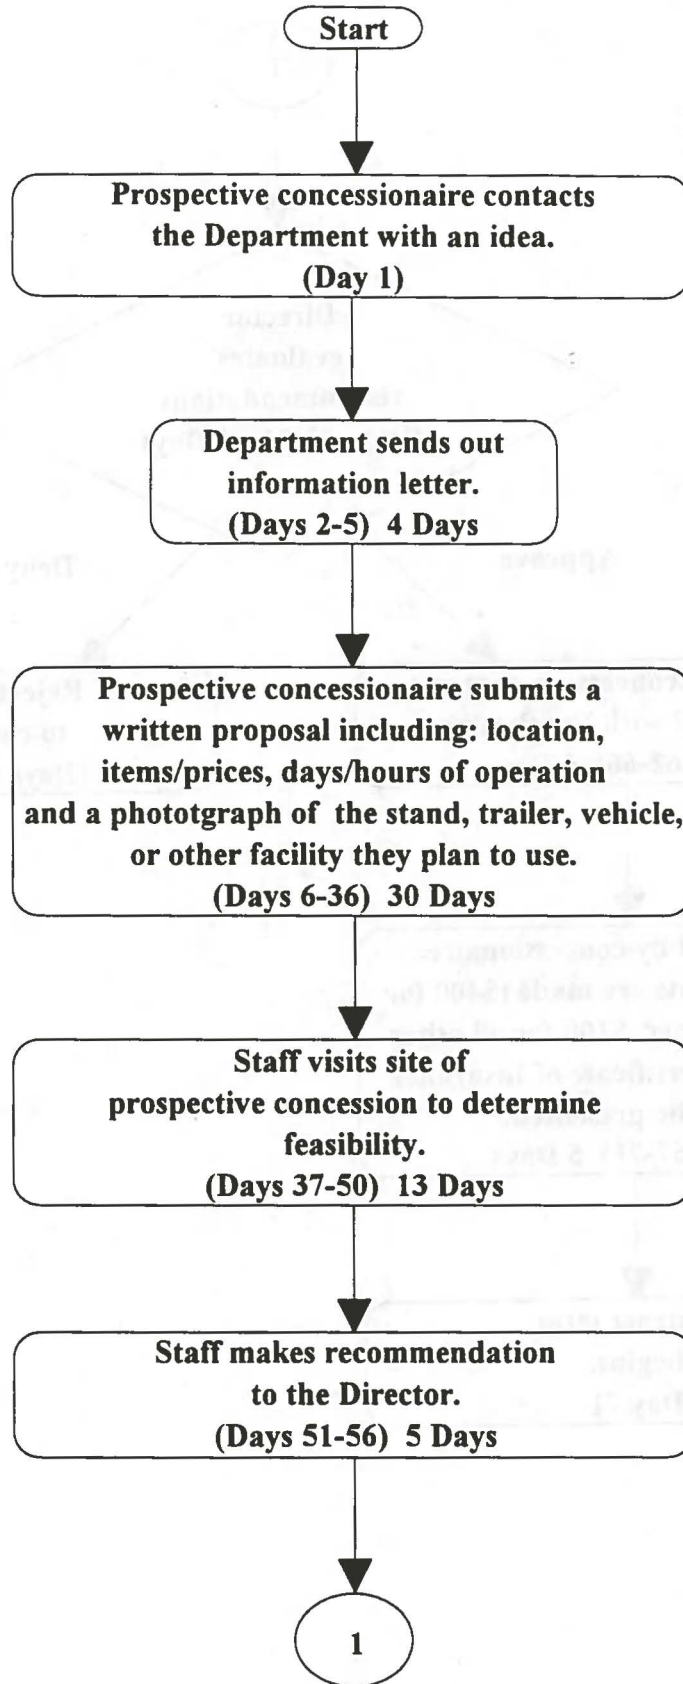 Start
Prospective concessionaire contacts
the Department with an idea.
(Day 1)
Department sends out
information letter.
(Days 2-5) 4 Days
Prospective concessionaire submits a
written proposal including: location,
items/prices, days/hours of operation
and a phototgraph of the stand, trailer, vehicle,
or other facility they plan to use.
(Days 6-36) 30 Days
Staff visits site of
prospective concession to determine
feasibility.
(Days 37-50) 13 Days
Staff makes recommendation
to the Director.
(Days 51-56) 5 Days
1